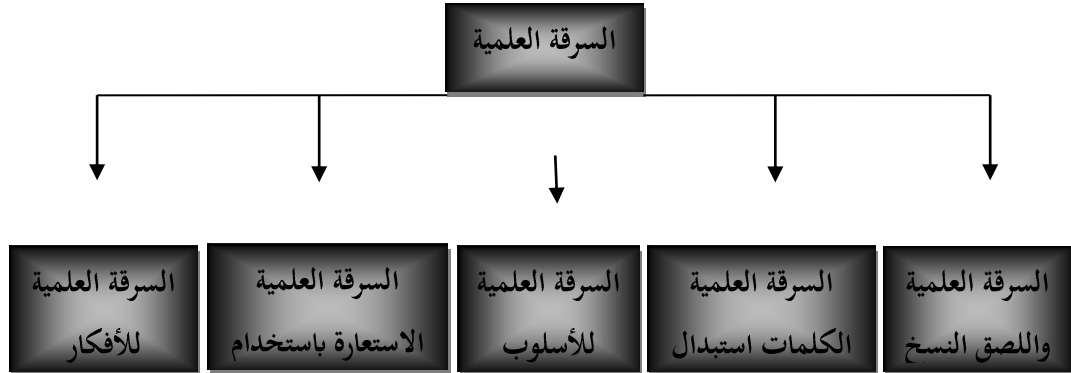 السرقة العلمية
السرقة العلمية
واللصق النسخ
السرقة العلمية
الكلمات استبدال
السرقة العلمية
للأسلوب
السرقة العلمية
الاستعارة باستخدام
السرقة العلمية
للأفكار